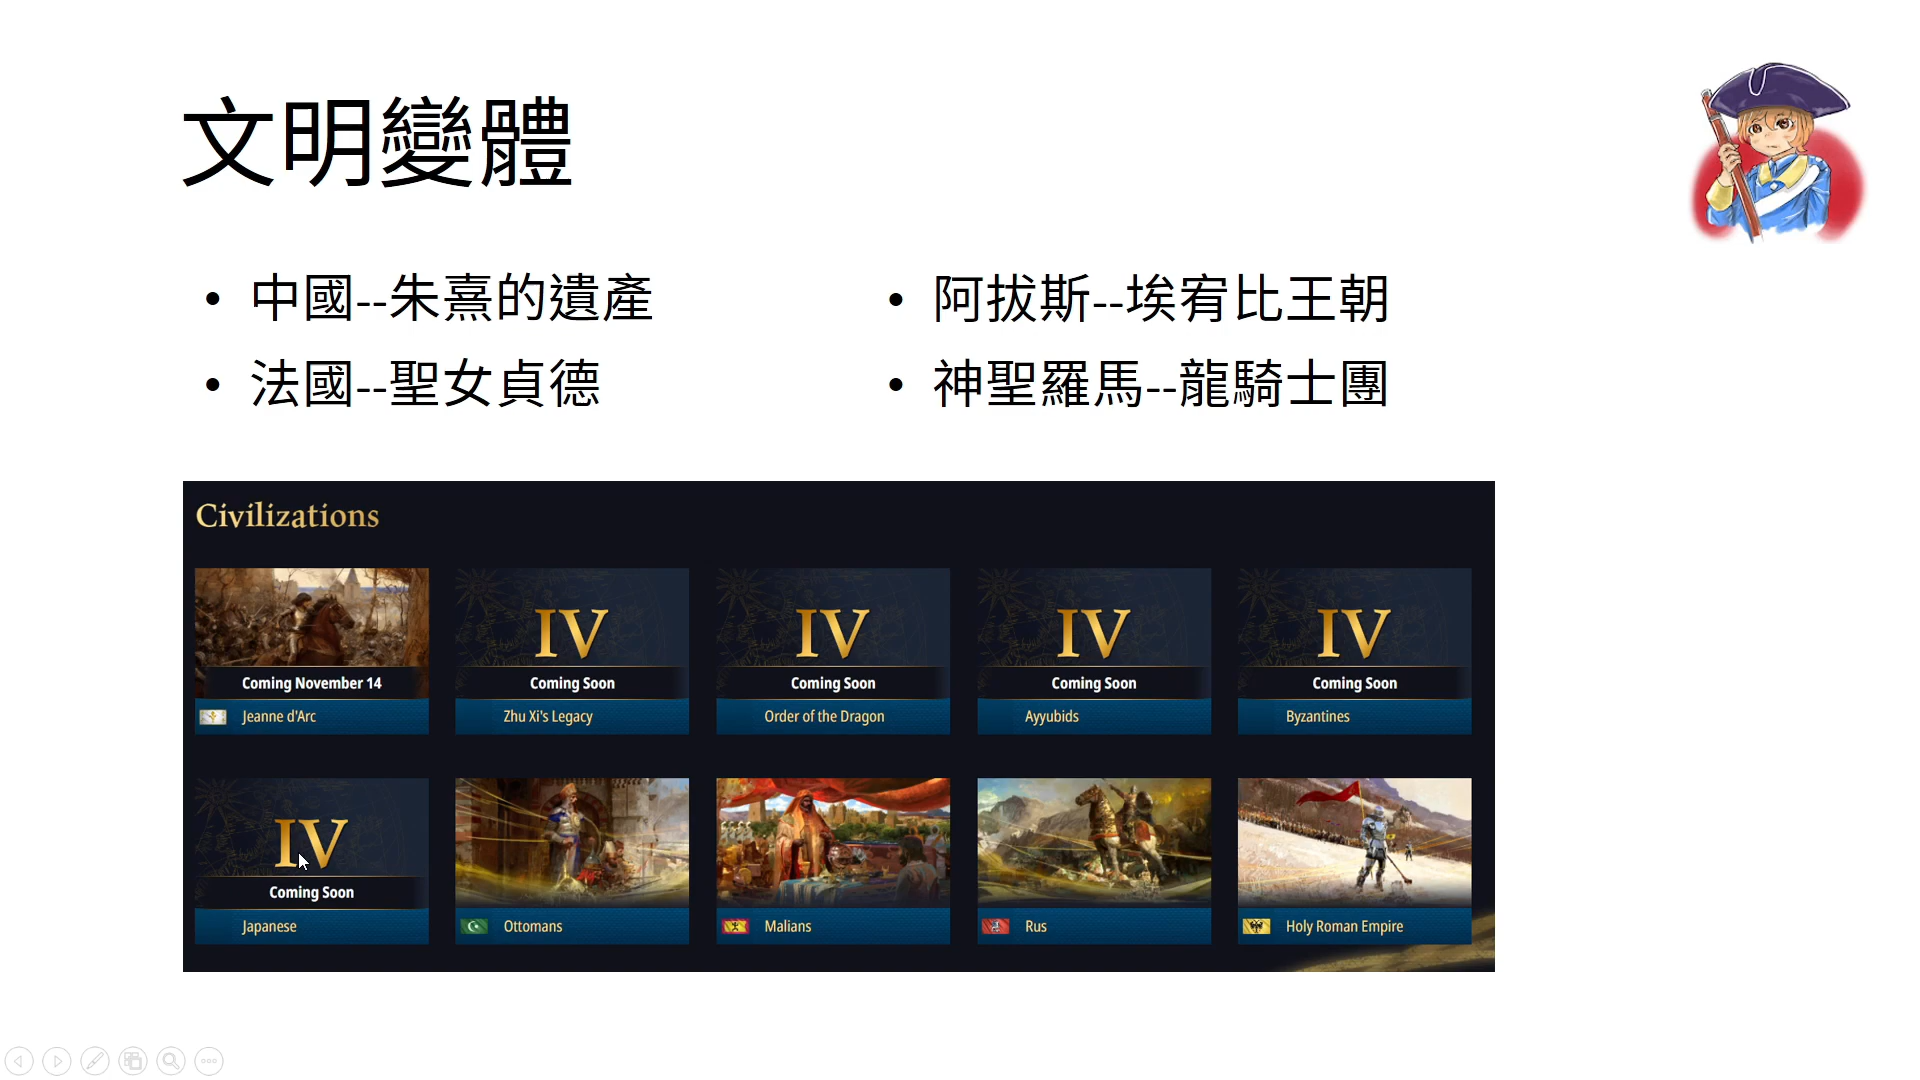 文明變體
• 中國--朱熹的遺產
• 法國--聖女貞德
• 阿拔斯--埃宥比王朝
• 神聖羅馬--龍騎士團
Civilizations
IV
IV
IV
IV
Coming November 14
Coming Soon
Coming Soon
Coming Soon
Coming Soon
Jeanne d'Arc
Zhu Xi's Legacy
Order of the Dragon
Ayyubids
Byzantines
IV
Coming Soon
Japanese
Ottomans
Malians
Rus
Holy Roman Empire